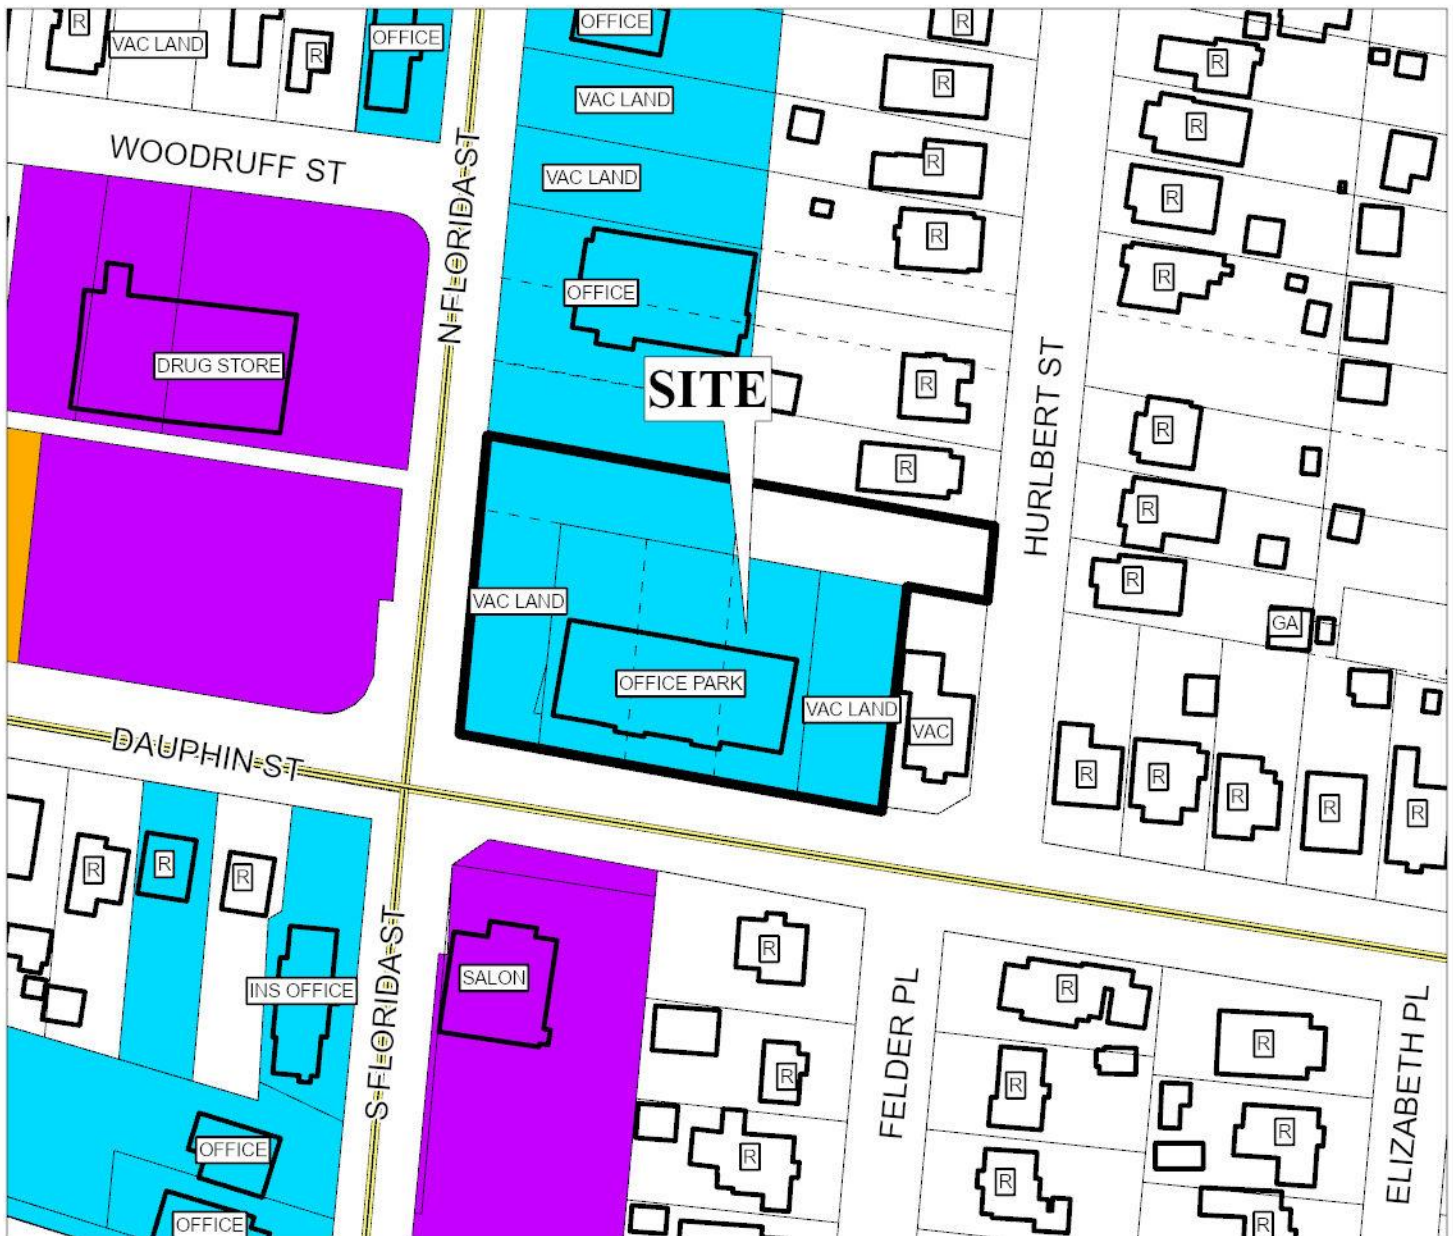 R
OFFICE
R
VAC LAND
OFFICE
R
R
R
VAC LAND
R
WOODRUFF ST
R
VAC LAND
R
N FLORIDA ST
R
R
OFFICE
R
DRUG STORE
SITE
R
HURLBERT ST
R
R
R
VAC LAND
R
GA
OFFICE PARK
VAC LAND
VAC
DAUPHIN ST
R
R
R
R
R
R
R
R
R
INS OFFICE
SALON
R
S FLORIDA ST
FELDER PL
ELIZABETH PL
R
R
R
OFFICE
R
R
R
OFFICE
R